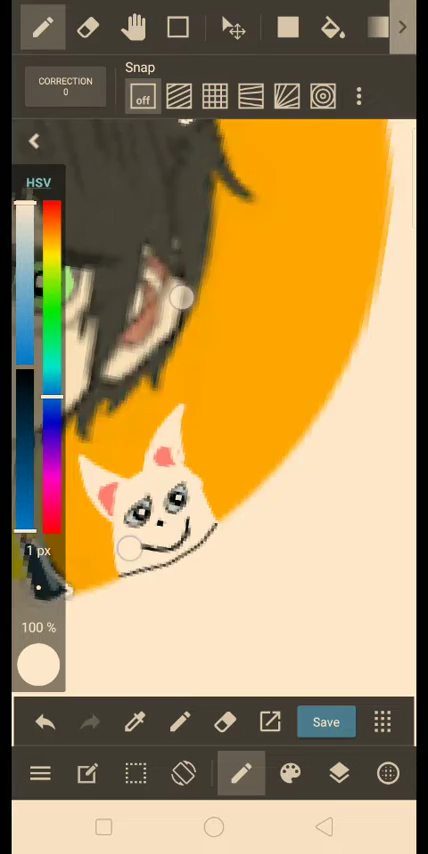 Snap
CORRECTION
0
off
HSV
1 px
100 %
Save